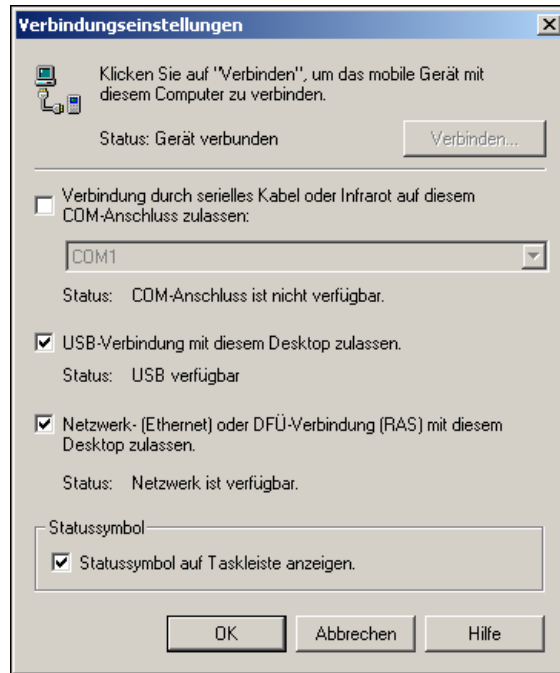 Verbindungseinstellungen
Klicken Sie auf "Verbinden", um das mobile Gerät mit
diesem Computer zu verbinden.
Status: Gerät verbunden
Verbinden...
Verbindung durch serielles Kabel oder Infrarot auf diesem
COM-Anschluss zulassen:
COM1
Status: COM-Anschluss ist nicht verfügbar.
USB-Verbindung mit diesem Desktop zulassen.
Status: USB verfügbar
Netzwerk- (Ethernet) oder DFÜ-Verbindung (RAS) mit diesem
Desktop zulassen.
Status: Netzwerk ist verfügbar.
Statussymbol
Statussymbol auf Taskleiste anzeigen.
OK Abbrechen Hilfe